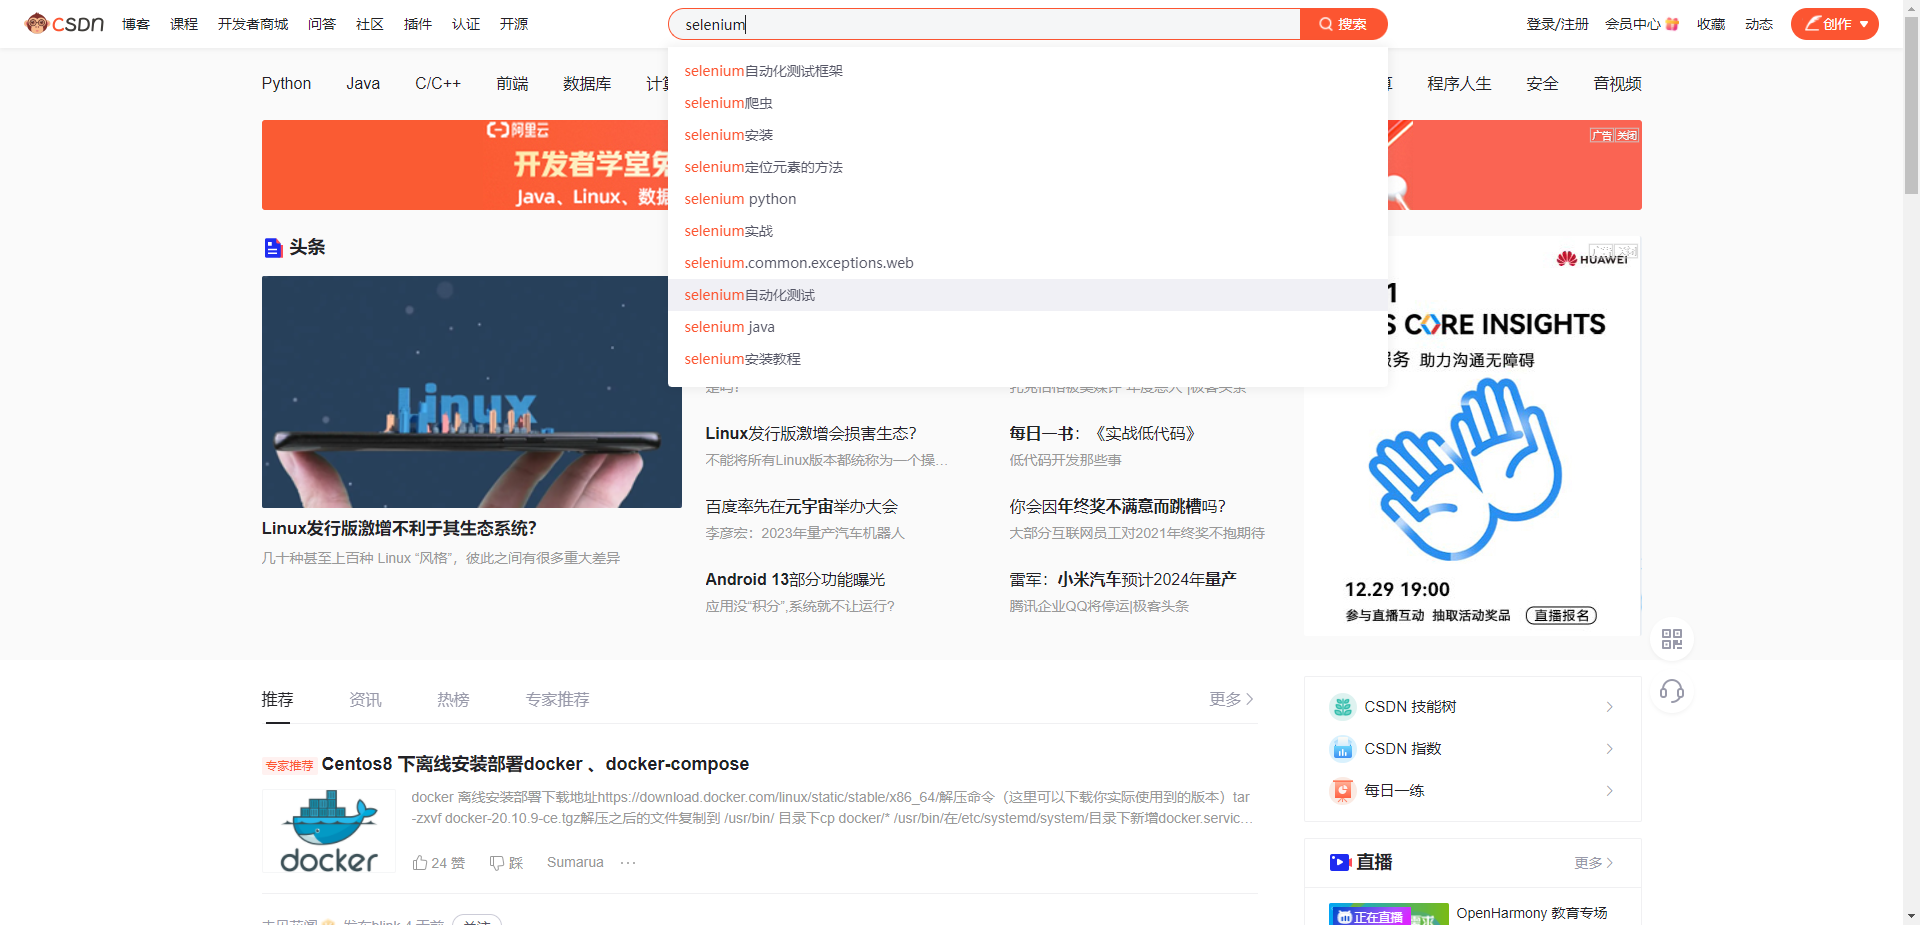 CSDN 博客 课程 开发者商城 问答 社区 插件 认证 开源 selenium 搜索 登录/注册 会员中心 收藏 动态 创作
selenium自动化测试框架
selenium爬虫
selenium安装
selenium定位元素的方法
selenium python
selenium实战
selenium.common.exceptions.web
selenium自动化测试
selenium java
selenium安装教程
Python Java C/C++ 前端 数据库 程序人生 安全 音视频
阿里云
开发者学堂
Java、Linux、数据
广告 关闭
头条
Linux
Linux发行版激增不利于其生态系统?
几十种甚至上百种 Linux “风格”，彼此之间有很多重大差异
Linux发行版激增会损害生态?
不能将所有Linux版本都统称为一个操...
百度率先在元宇宙举办大会
李彦宏：2023年量产汽车机器人
Android 13部分功能曝光
应用没“积分”,系统就不让运行?
每日一书：《实战低代码》
低代码开发那些事
你会因年终奖不满意而跳槽吗?
大部分互联网员工对2021年终奖不抱期待
雷军：小米汽车预计2024年量产
腾讯企业QQ将停运|极客头条
广告 关闭
HUAWEI
1
S CORE INSIGHTS
服务 助力沟通无障碍
12.29 19:00
参与直播互动 抽取活动奖品 直播报名
推荐 资讯 热榜 专家推荐 更多
专家推荐 Centos8 下离线安装部署docker 、docker-compose
docker 离线安装部署下载地址https://download.docker.com/linux/static/stable/x86_64/解压命令（这里可以下载你实际使用到的版本）tar
-zxvf docker-20.10.9-ce.tgz解压之后的文件复制到 /usr/bin/ 目录下cp docker/* /usr/bin/在/etc/systemd/system/目录下新增docker.servic...
docker
24 赞 踩 Sumarua ...
CSDN 技能树
CSDN 指数
每日一练
直播 更多
正在直播
OpenHarmony 教育专场